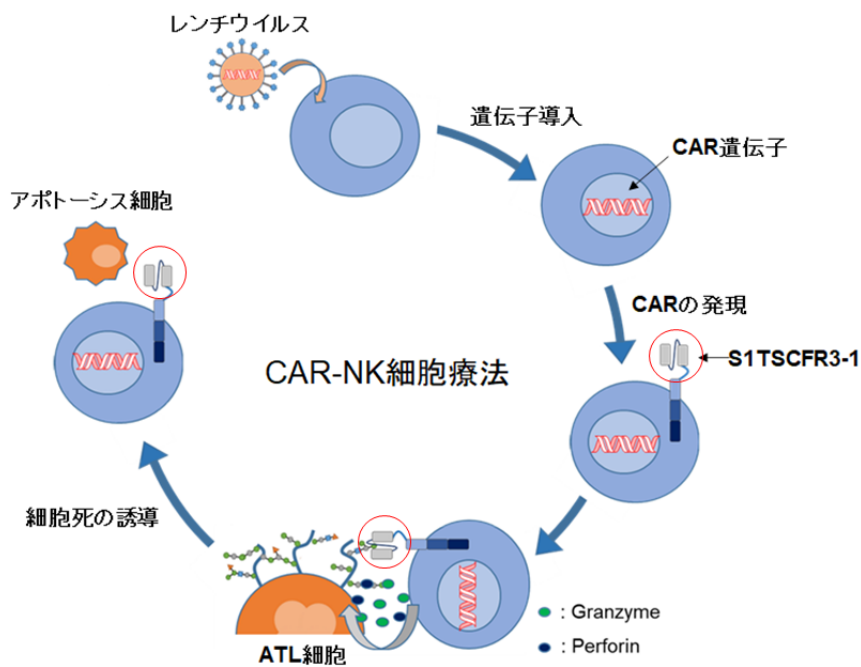 レンチウイルス
遺伝子導入
CAR遺伝子
アポトーシス細胞
CARの発現
S1TSCFR3-1
CAR-NK細胞療法
細胞死の誘導
: Granzyme
: Perforin
ATL細胞